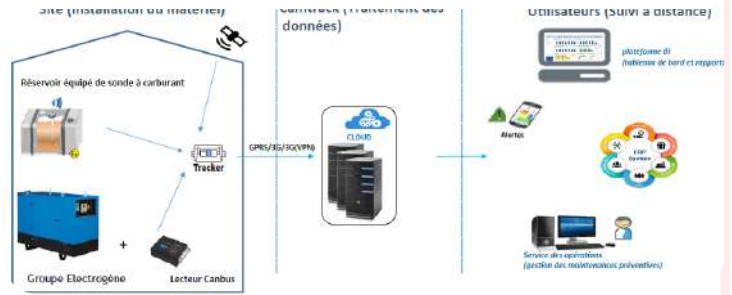 Site (Installation du matériel)
Camtrack (Traitement des
données)
Utilisateurs (Suivi à distance)
Réservoir équipé de sonde à carburant
Tracker
GPRS/3G/3G(VPN)
CLOUD
plateforme BI
(tableaux de bord et rapports
Alertes
ERP
Groupe Electrogène
+
Lecteur Canbus
Service des opérations
(gestion des maintenances préventives)